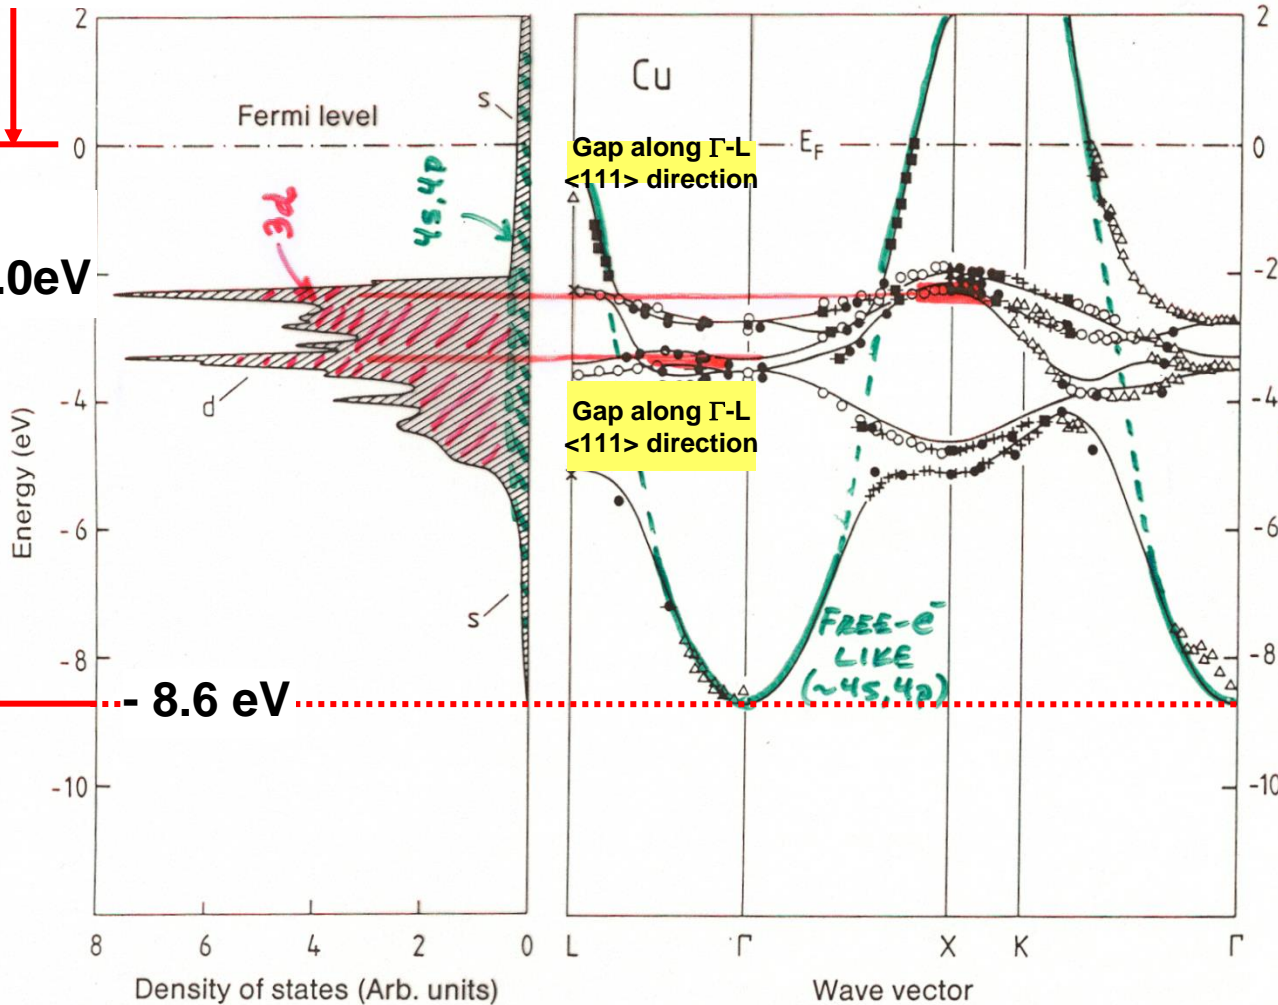 2
Fermi level
s
0
3d
4s,4p
.0eV
-4
d
-6
s
-8
- 8.6 eV
-10
Energy (eV)
8 6 4 2 0
Density of states (Arb. units)
Cu
Gap along Γ-L
<111> direction
E_F
Gap along Γ-L
<111> direction
FREE-e⁻
LIKE
(~4s,4p)
2
0
-2
-4
-6
-8
-10
L Γ X K Γ
Wave vector